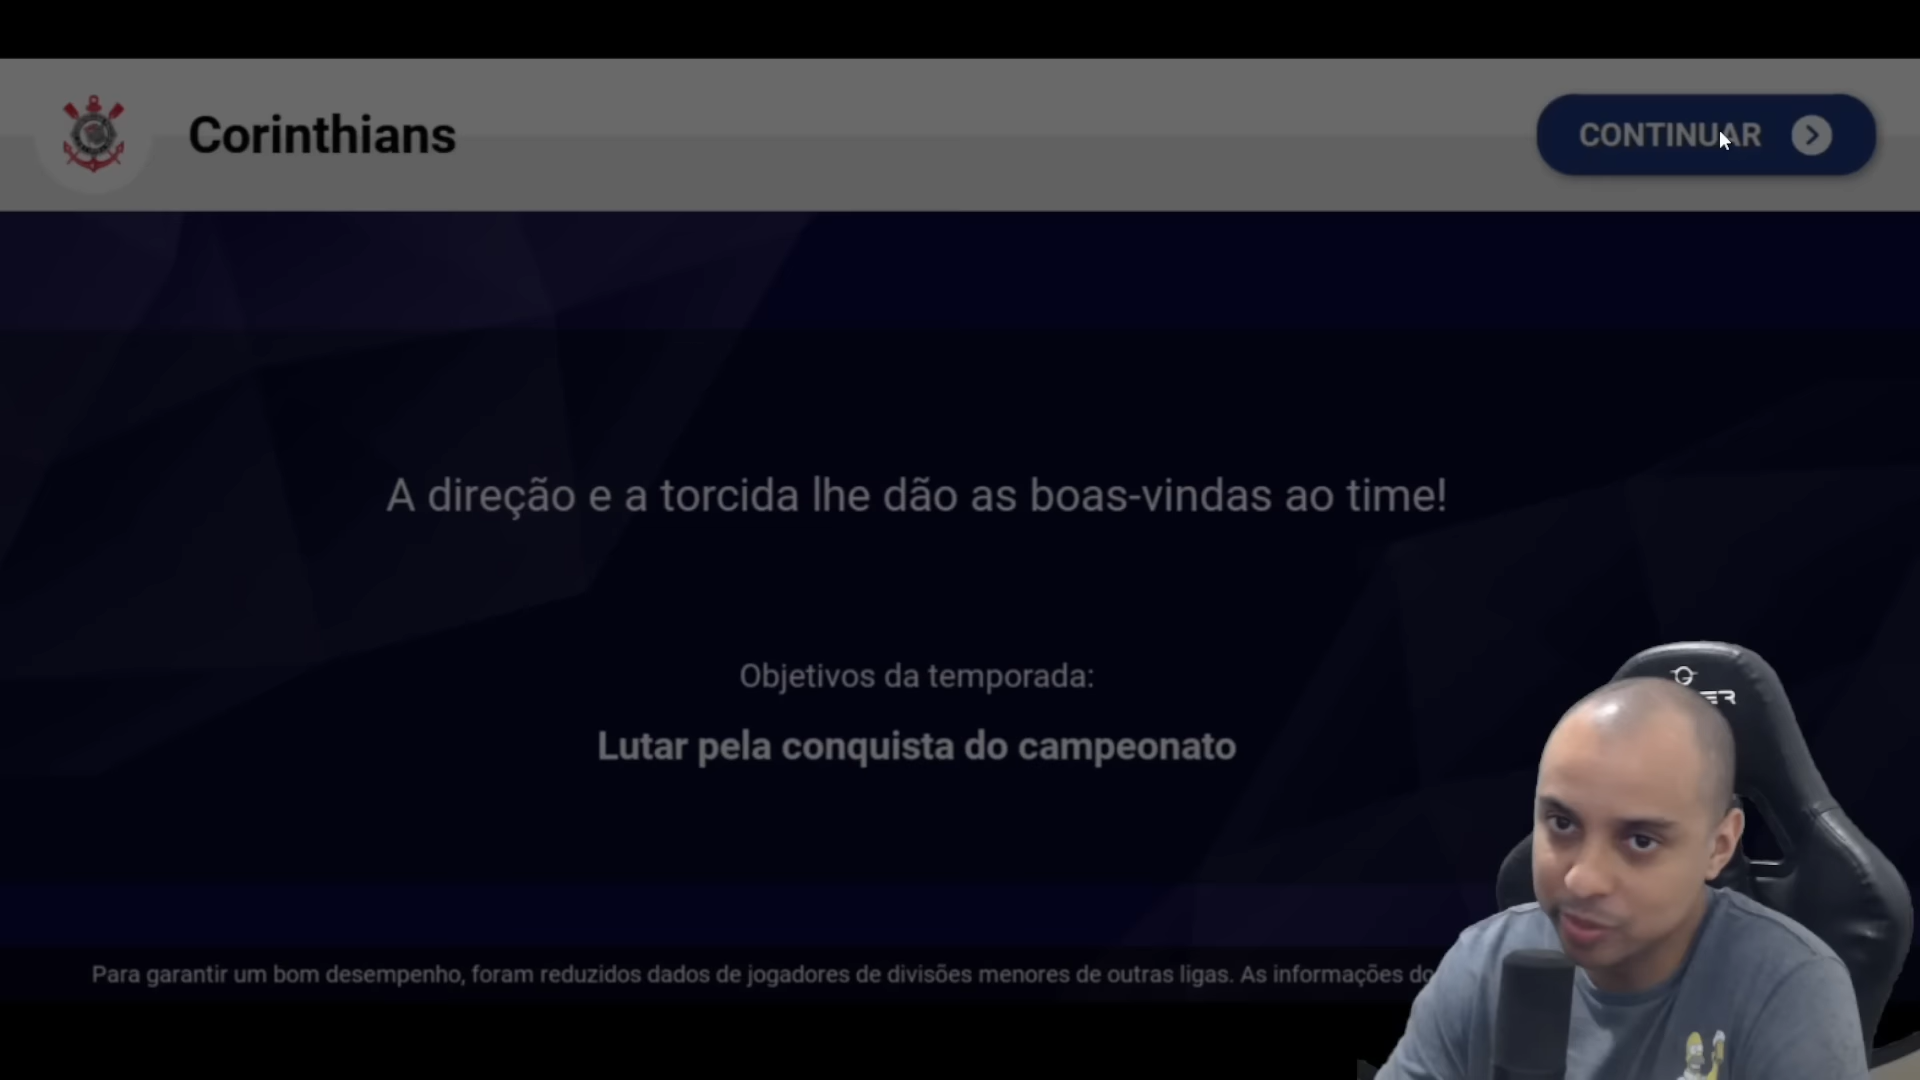 Corinthians
CONTINUAR
A direção e a torcida lhe dão as boas-vindas ao time!
Objetivos da temporada:
Lutar pela conquista do campeonato
Para garantir um bom desempenho, foram reduzidos dados de jogadores de divisões menores de outras ligas. As informações do